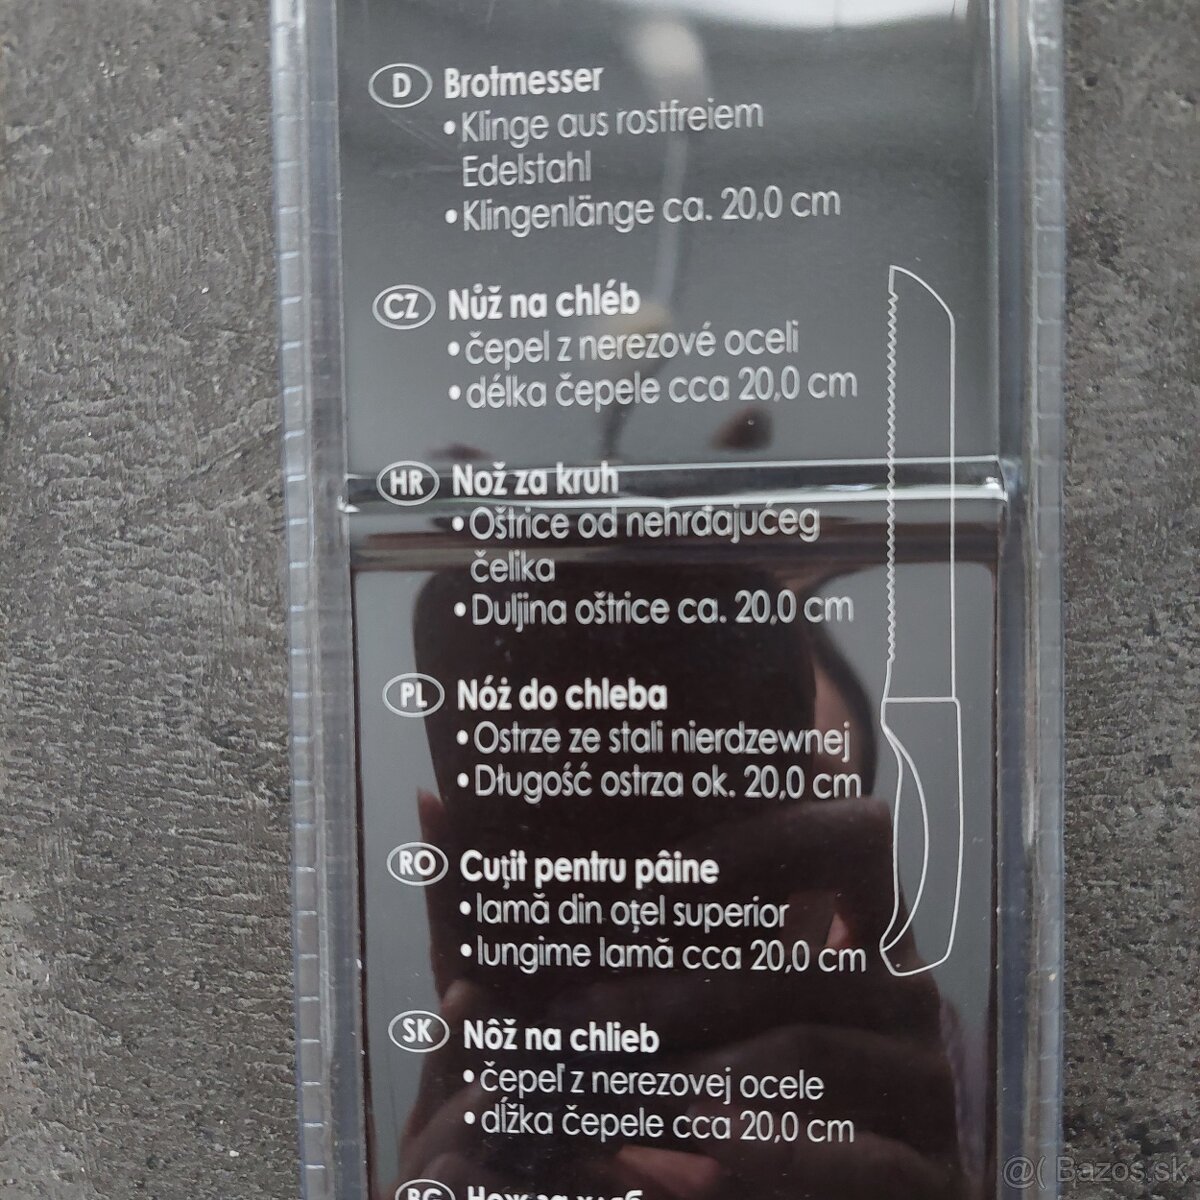 D Brotmesser
• Klinge aus rostfreiem
Edelstahl
• Klingenlänge ca. 20,0 cm
CZ Nůž na chléb
• čepel z nerezové oceli
• délka čepele cca 20,0 cm
HR Nož za kruh
• Oštrice od nehrđajućeg
čelika
• Duljina oštrice ca. 20,0 cm
PL Nóż do chleba
• Ostrze ze stali nierdzewnej
• Długość ostrza ok. 20,0 cm
RO Cuțit pentru pâine
• lamă din oțel superior
• lungime lamă cca 20,0 cm
SK Nôž na chlieb
• čepeľ z nerezovej ocele
• dĺžka čepele cca 20,0 cm
BG Нож за хляб
@( Bazos.sk